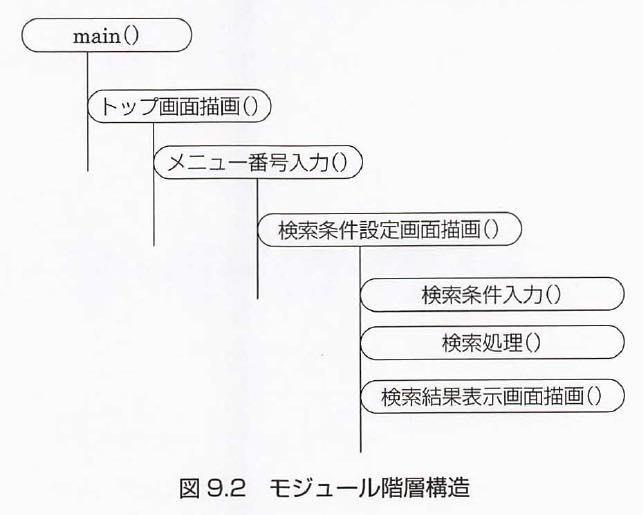 main()
トップ画面描画()
メニュー番号入力()
検索条件設定画面描画()
検索条件入力()
検索処理()
検索結果表示画面描画()
図 9.2　モジュール階層構造